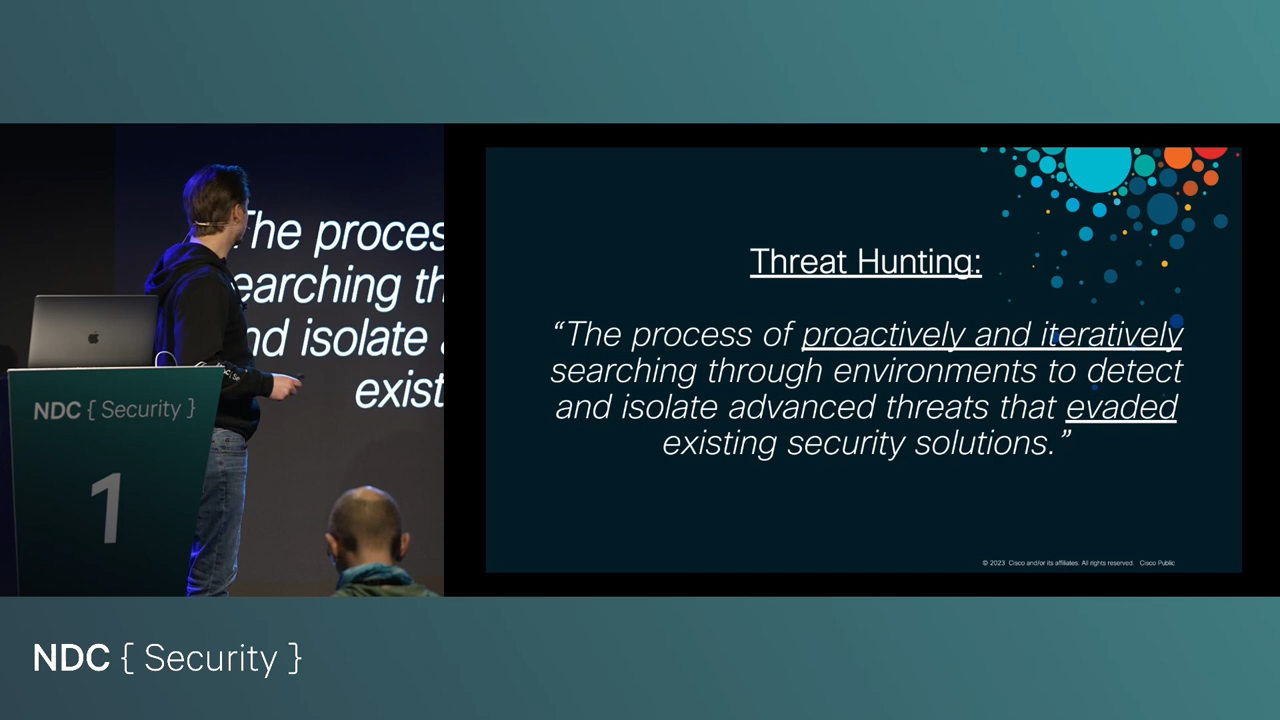 The proces
earching th
nd isolate
exist
NDC { Security }
1
Threat Hunting:
“The process of proactively and iteratively
searching through environments to detect
and isolate advanced threats that evaded
existing security solutions.”
© 2023 Cisco and/or its affiliates. All rights reserved. Cisco Public
NDC { Security }